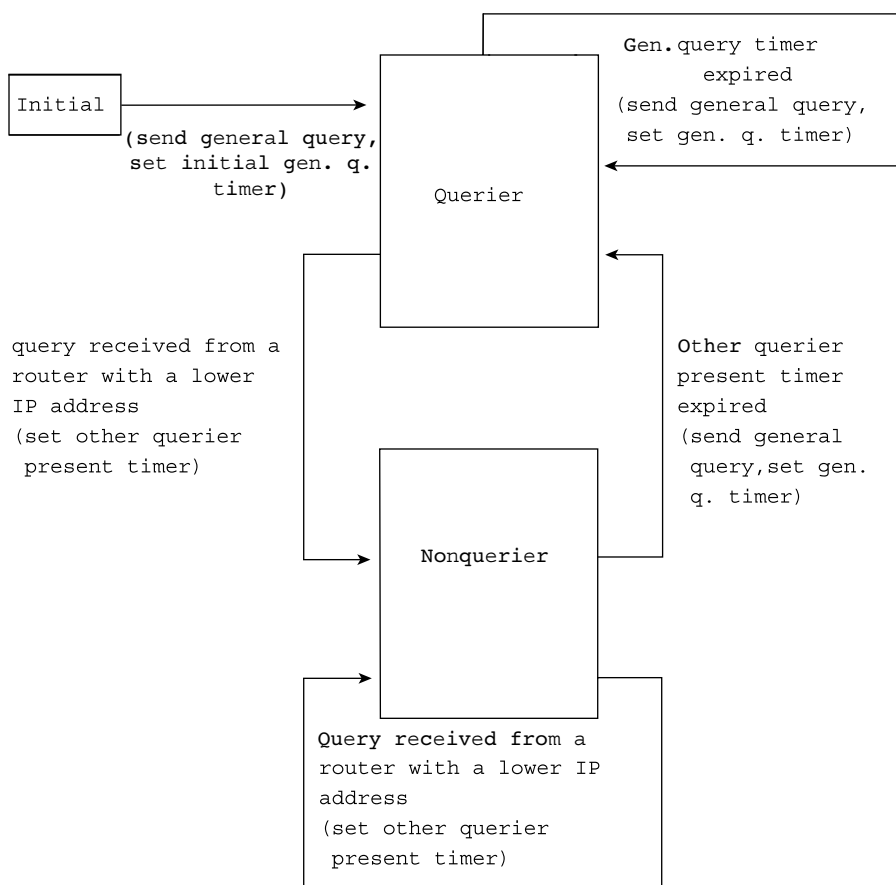 Gen. query timer
expired
(send general query,
set gen. q. timer)
Initial
(send general query,
set initial gen. q.
timer)
Querier
query received from a
router with a lower
IP address
(set other querier
present timer)
Other querier
present timer
expired
(send general
query,set gen.
q. timer)
Nonquerier
Query received from a
router with a lower IP
address
(set other querier
present timer)